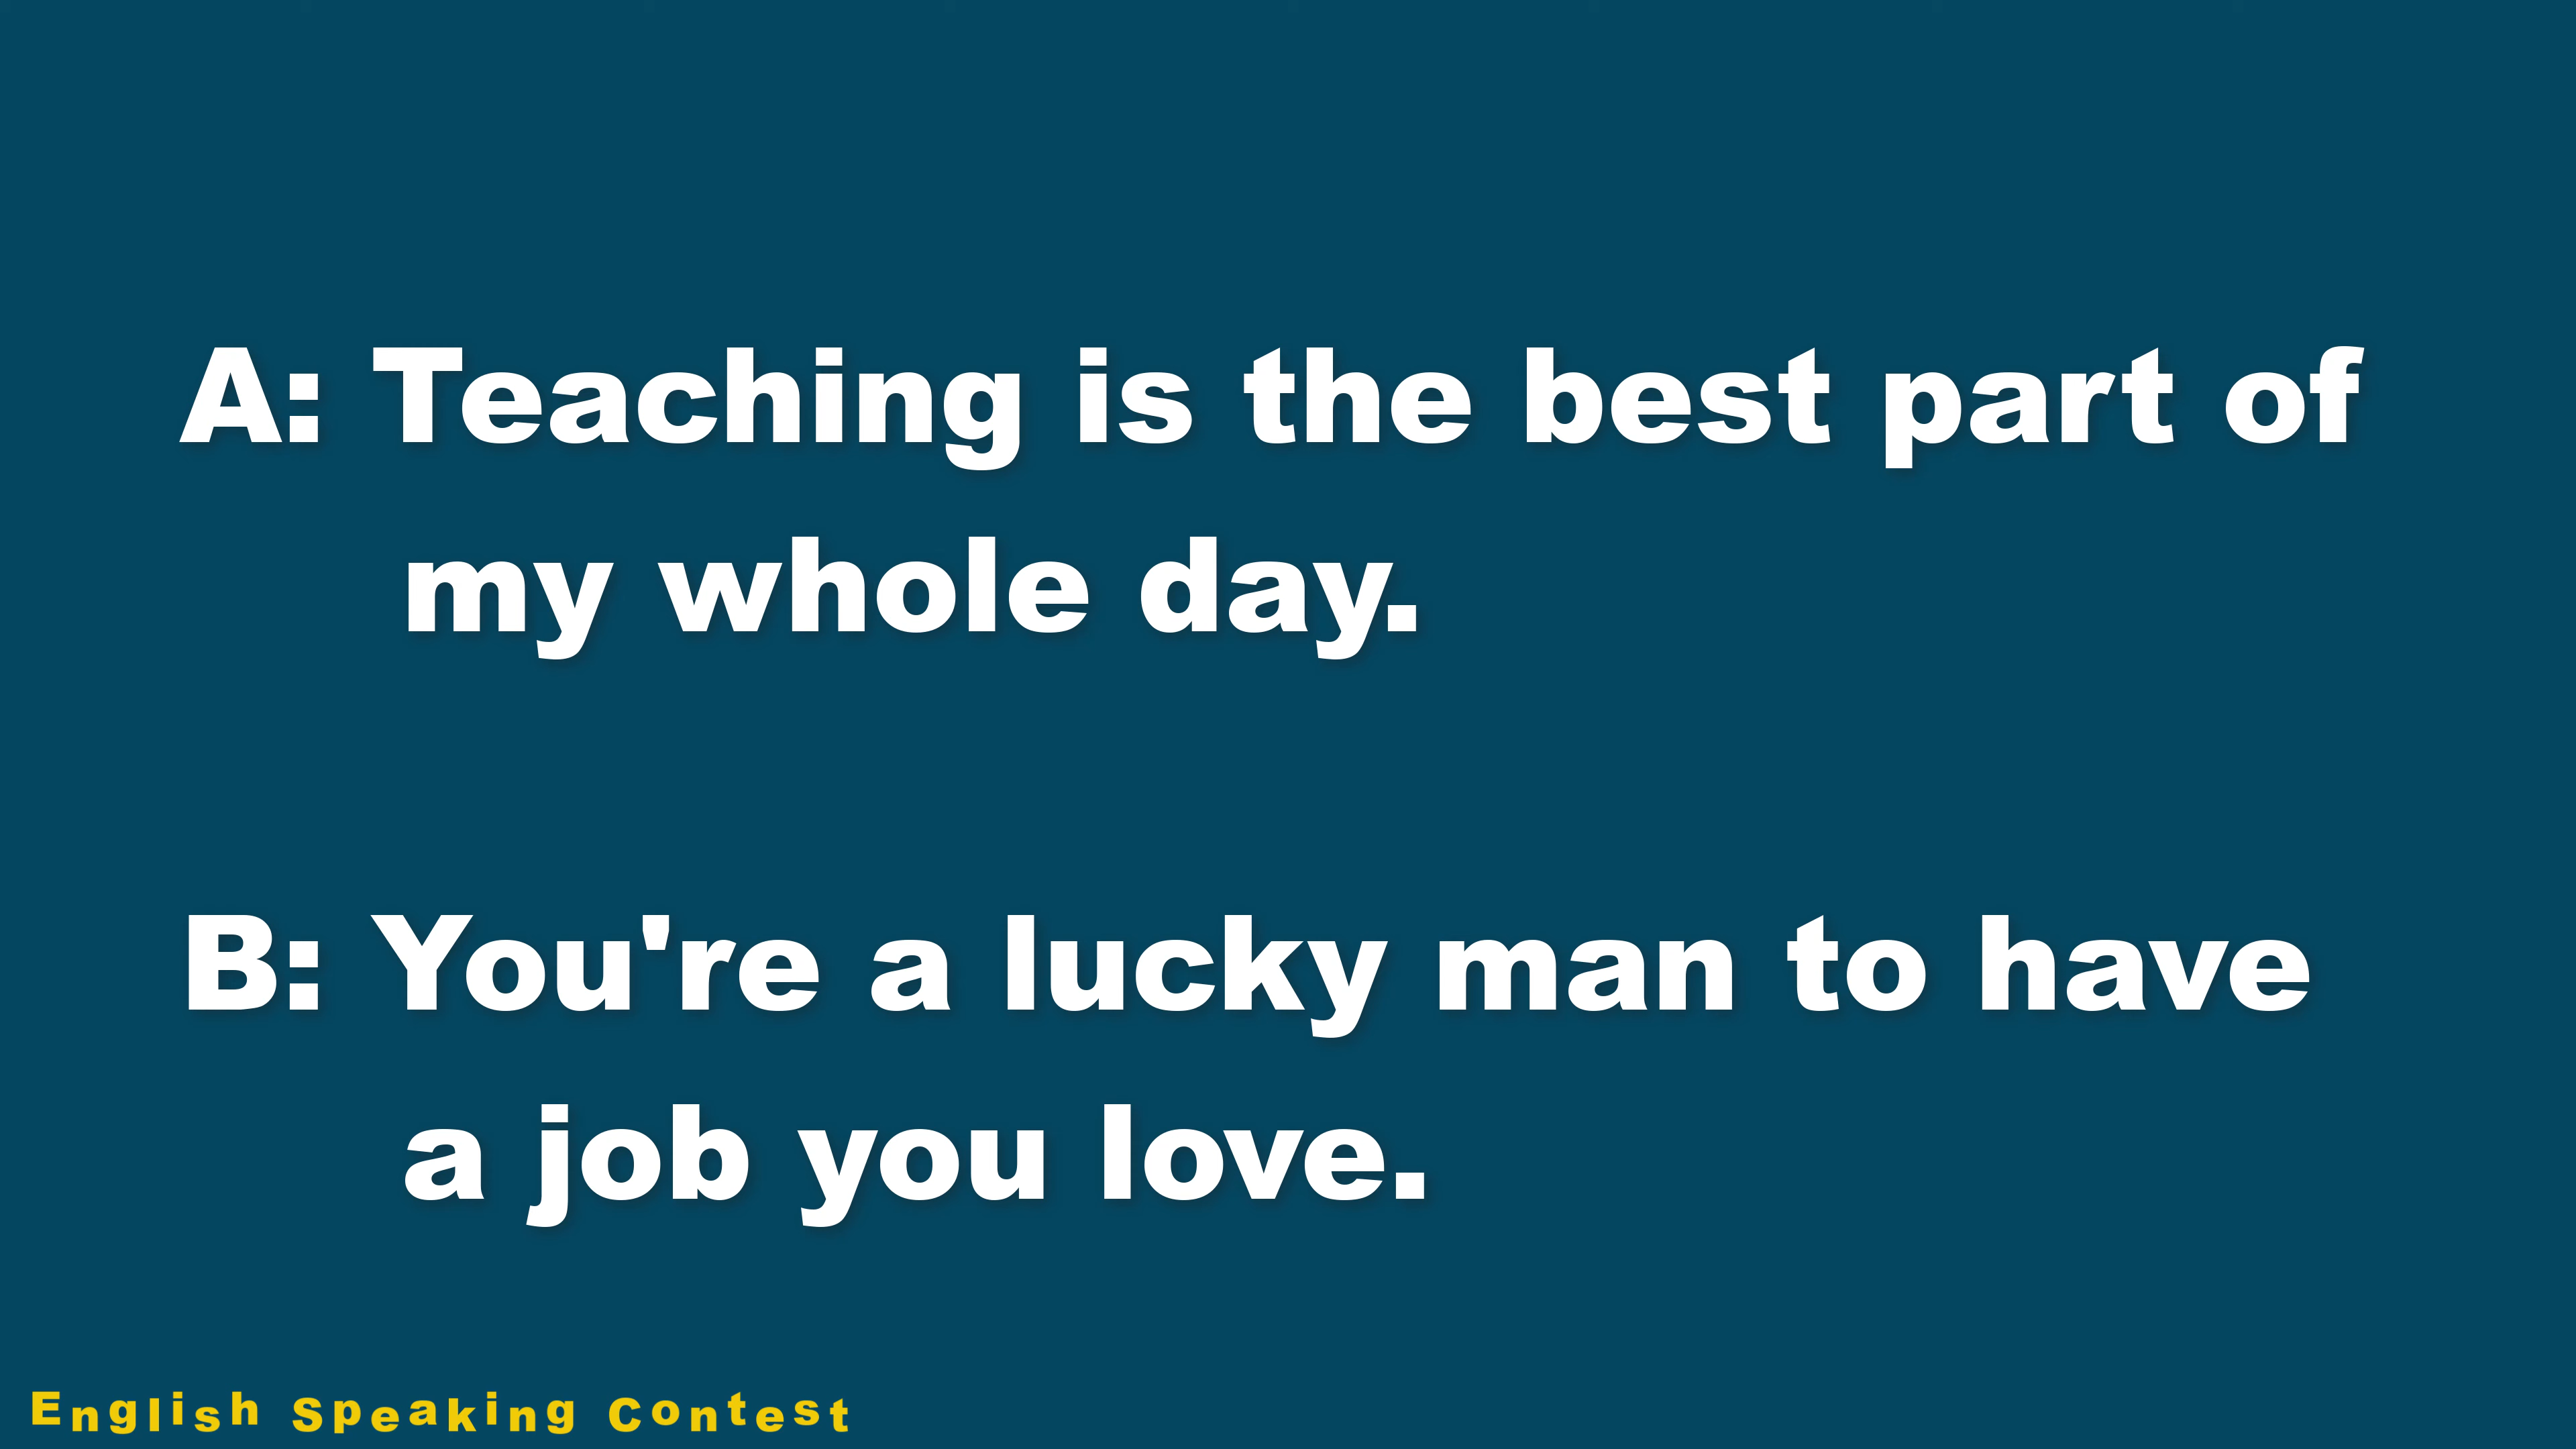 A: Teaching is the best part of
my whole day.
B: You're a lucky man to have
a job you love.
English Speaking Contest